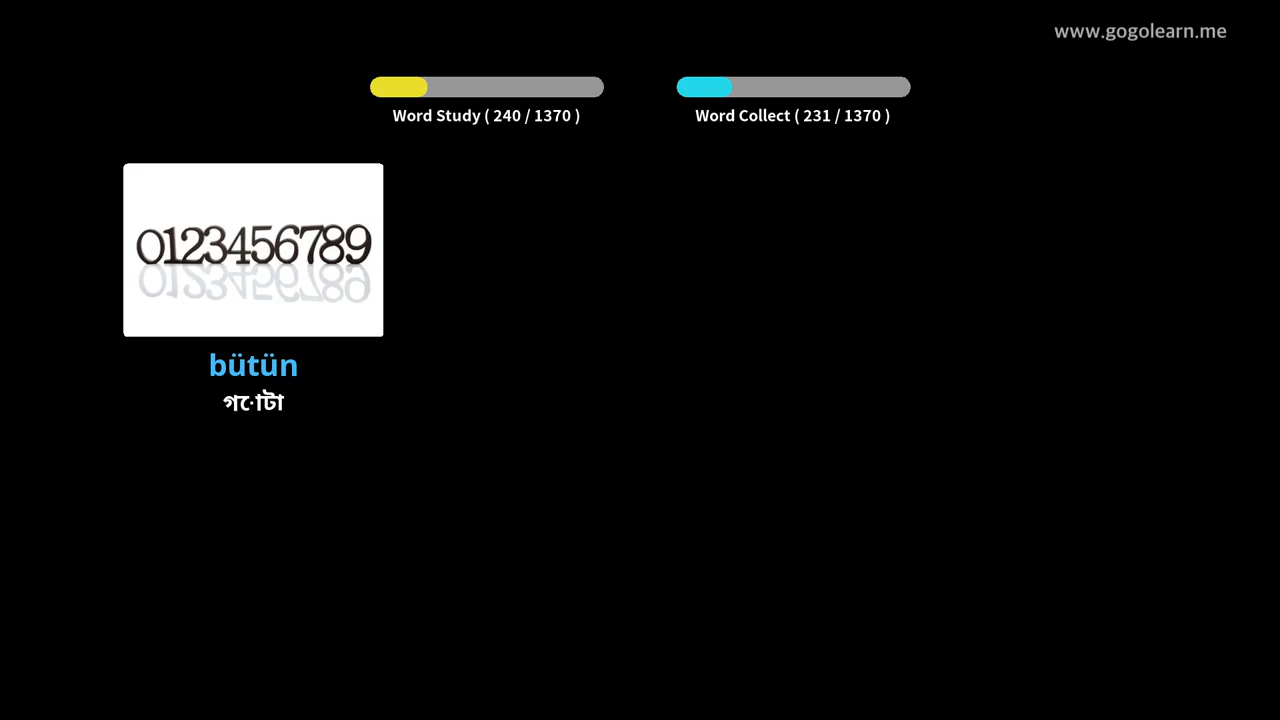 www.gogolearn.me
Word Study ( 240 / 1370 )
Word Collect ( 231 / 1370 )
0123456789
bütün
গোটা